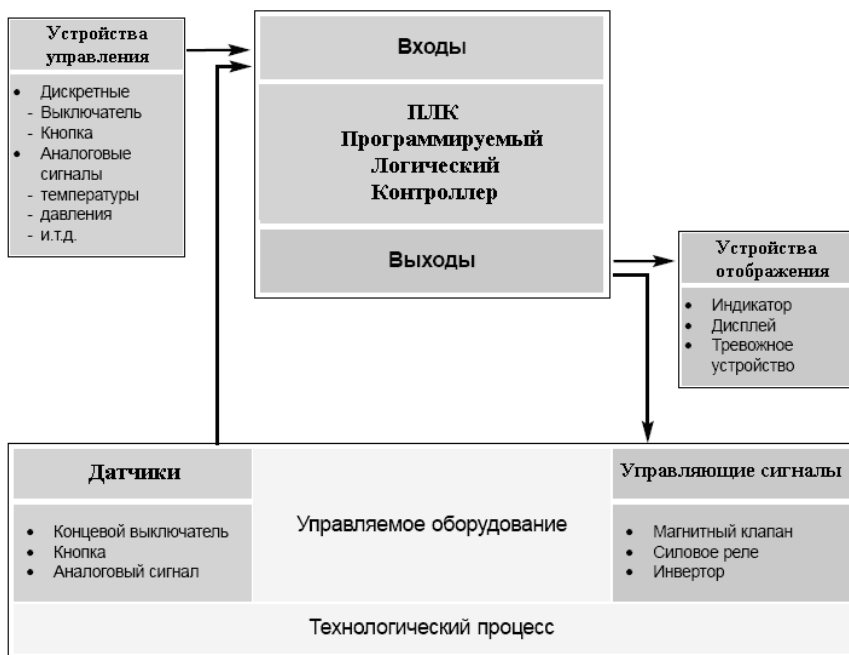 Устройства
управления
• Дискретные
- Выключатель
- Кнопка
• Аналоговые
сигналы
- температуры
- давления
- и.т.д.
Входы
ПЛК
Программируемый
Логический
Контроллер
Выходы
Устройства
отображения
• Индикатор
• Дисплей
• Тревожное
устройство
Датчики
• Концевой выключатель
• Кнопка
• Аналоговый сигнал
Управляемое оборудование
Управляющие сигналы
• Магнитный клапан
• Силовое реле
• Инвертор
Технологический процесс